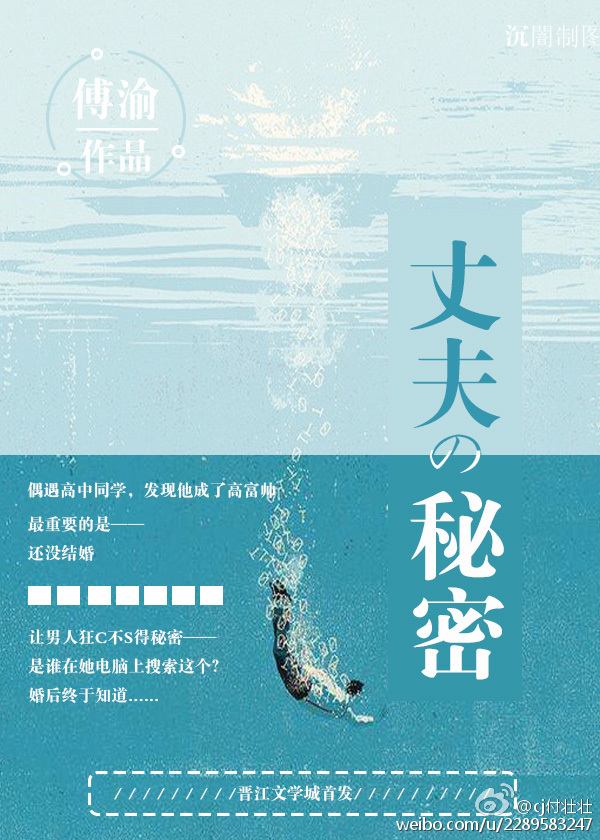 沉闇制图
傅渝
作品
丈夫の秘密
偶遇高中同学，发现他成了高富帅
最重要的是——
还没结婚
让男人狂C不S得秘密——
是谁在她电脑上搜索这个？
婚后终于知道……
/ / / / / / / / /晋江文学城首发/ / / / / / / / / /
@cj付壮壮
weibo.com/u/2289583247